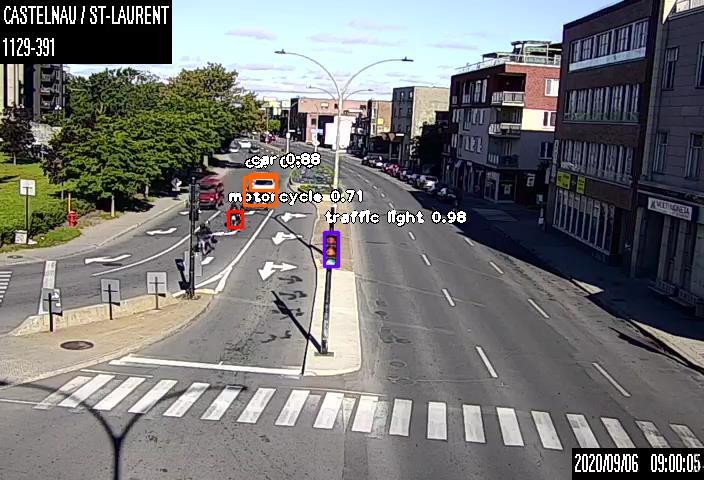 CASTELNAU / ST-LAURENT
1129-391
car 0.88
motorcycle 0.71
traffic light 0.98
2020/09/06 09:00:05